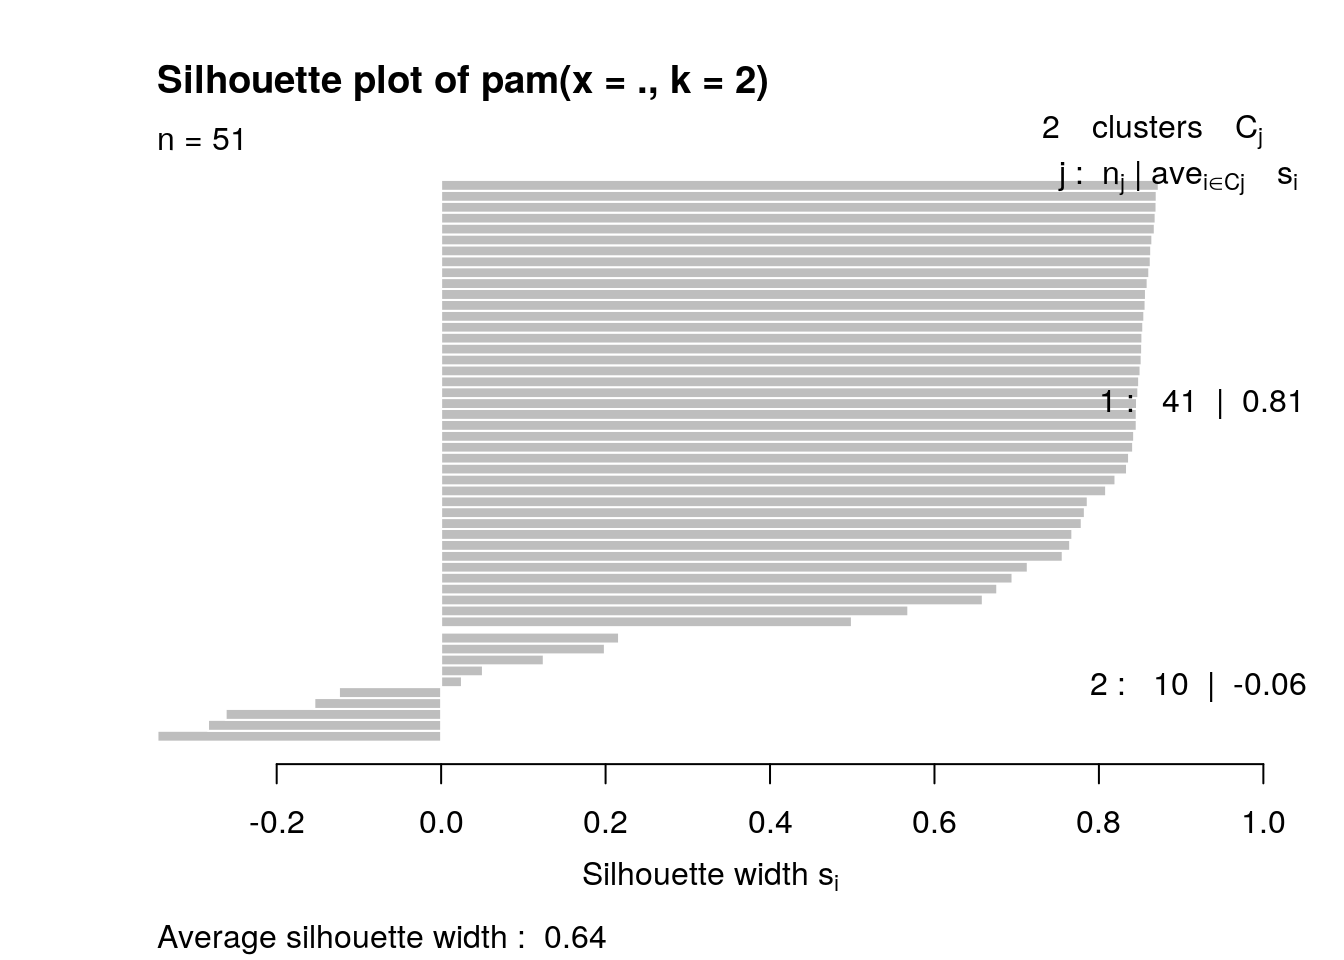 Silhouette plot of pam(x = ., k = 2)
n = 51
2 clusters Cj
j : nj | avei∈Cj si
1 : 41 | 0.81
2 : 10 | -0.06
-0.2 0.0 0.2 0.4 0.6 0.8 1.0
Silhouette width si
Average silhouette width : 0.64